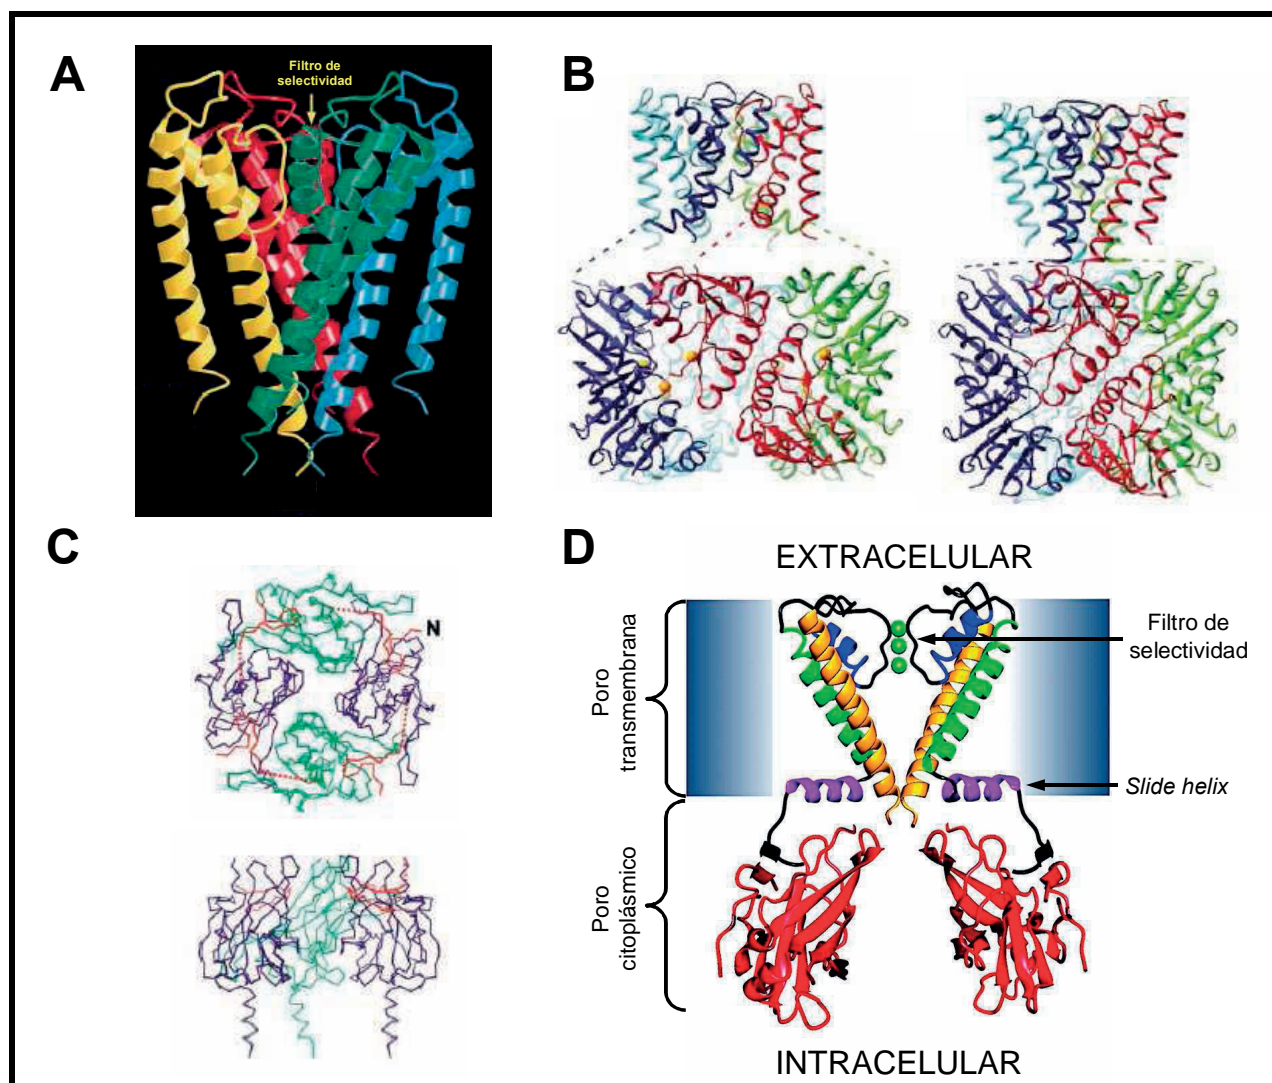 A
Filtro de
selectividad
B
C
N
D
EXTRACELULAR
Poro
transmembrana
Filtro de
selectividad
Slide helix
Poro
citoplásmico
INTRACELULAR